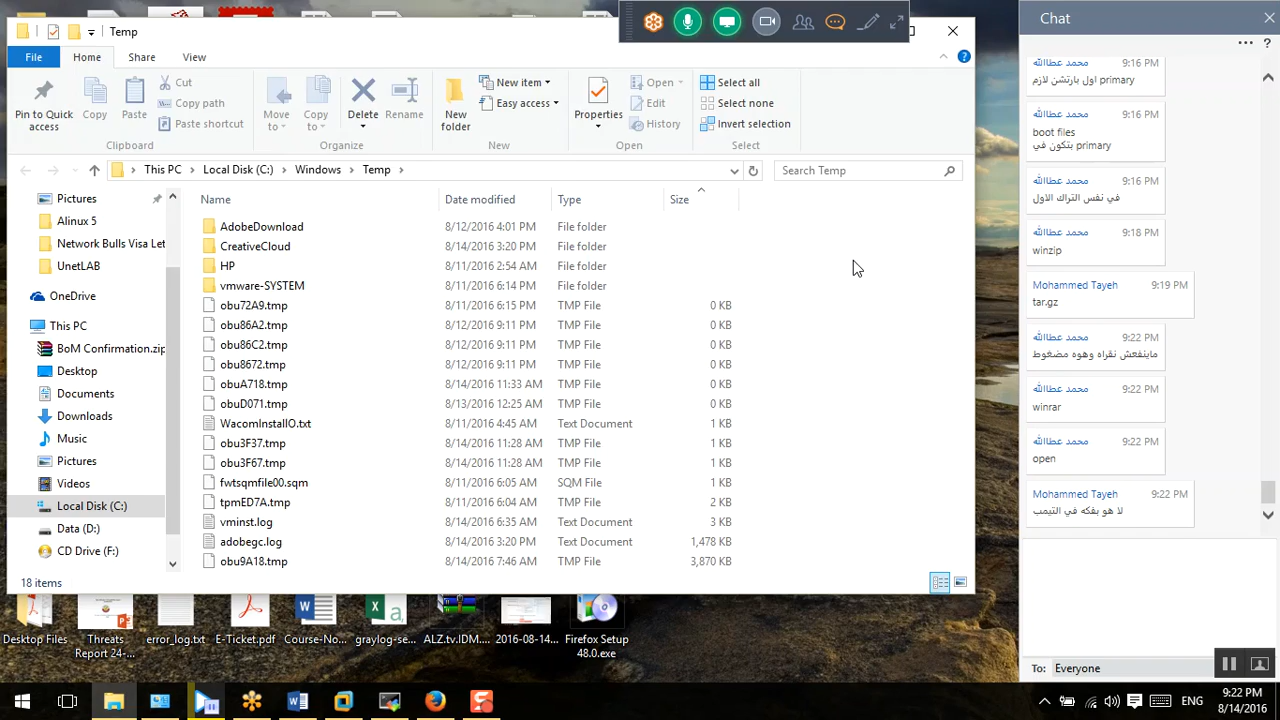 Temp
File
Home
Share
View
Pin to Quick
access
Copy
Paste
Cut
Copy path
Paste shortcut
Clipboard
Move
to
Copy
to
Delete
Rename
Organize
New
folder
New item
Easy access
New
Properties
Open
Edit
History
Open
Select all
Select none
Invert selection
Select
This PC
Local Disk (C:)
Windows
Temp
Search Temp
Pictures
Alinux 5
Network Bulls Visa Let
UnetLAB
OneDrive
This PC
BoM Confirmation.zip
Desktop
Documents
Downloads
Music
Pictures
Videos
Local Disk (C:)
Data (D:)
CD Drive (F:)
Name Date modified Type Size
AdobeDownload 8/12/2016 4:01 PM File folder
CreativeCloud 8/14/2016 3:20 PM File folder
HP 8/11/2016 2:54 AM File folder
vmware-SYSTEM 8/11/2016 6:14 PM File folder
obu72A9.tmp 8/11/2016 6:15 PM TMP File 0 KB
obu86A2.tmp 8/12/2016 9:11 PM TMP File 0 KB
obu86C2.tmp 8/12/2016 9:11 PM TMP File 0 KB
obu8672.tmp 8/12/2016 9:11 PM TMP File 0 KB
obuA718.tmp 8/14/2016 11:33 AM TMP File 0 KB
obuD071.tmp 8/13/2016 12:25 AM TMP File 0 KB
WacomInstallO.txt 8/11/2016 4:45 AM Text Document 1 KB
obu3F37.tmp 8/14/2016 11:28 AM TMP File 1 KB
obu3F67.tmp 8/14/2016 11:28 AM TMP File 1 KB
fwtsqmfile00.sqm 8/11/2016 6:05 AM SQM File 1 KB
tpmED7A.tmp 8/11/2016 6:04 AM TMP File 2 KB
vminst.log 8/14/2016 6:35 AM Text Document 3 KB
adobegc.log 8/14/2016 3:20 PM Text Document 1,478 KB
obu9A18.tmp 8/14/2016 7:46 AM TMP File 3,870 KB
18 items
Desktop Files
Threats
Report 24-...
error_log.txt
E-Ticket.pdf
Course-No...
graylog-se...
ALZ.tv.IDM....
2016-08-14...
Firefox Setup
48.0.exe
Chat
محمد عطاالله 9:16 PM
اول بارتشن لازم primary
محمد عطاالله 9:16 PM
boot files
بتكون في primary
محمد عطاالله 9:16 PM
في نفس التراك الاول
محمد عطاالله 9:18 PM
winzip
Mohammed Tayeh 9:19 PM
tar.gz
محمد عطاالله 9:22 PM
ماينفعش نقراه وهوه مضغوط
محمد عطاالله 9:22 PM
winrar
محمد عطاالله 9:22 PM
open
Mohammed Tayeh 9:22 PM
لا هو بفكه في التيمب
To: Everyone
ENG
9:22 PM
8/14/2016